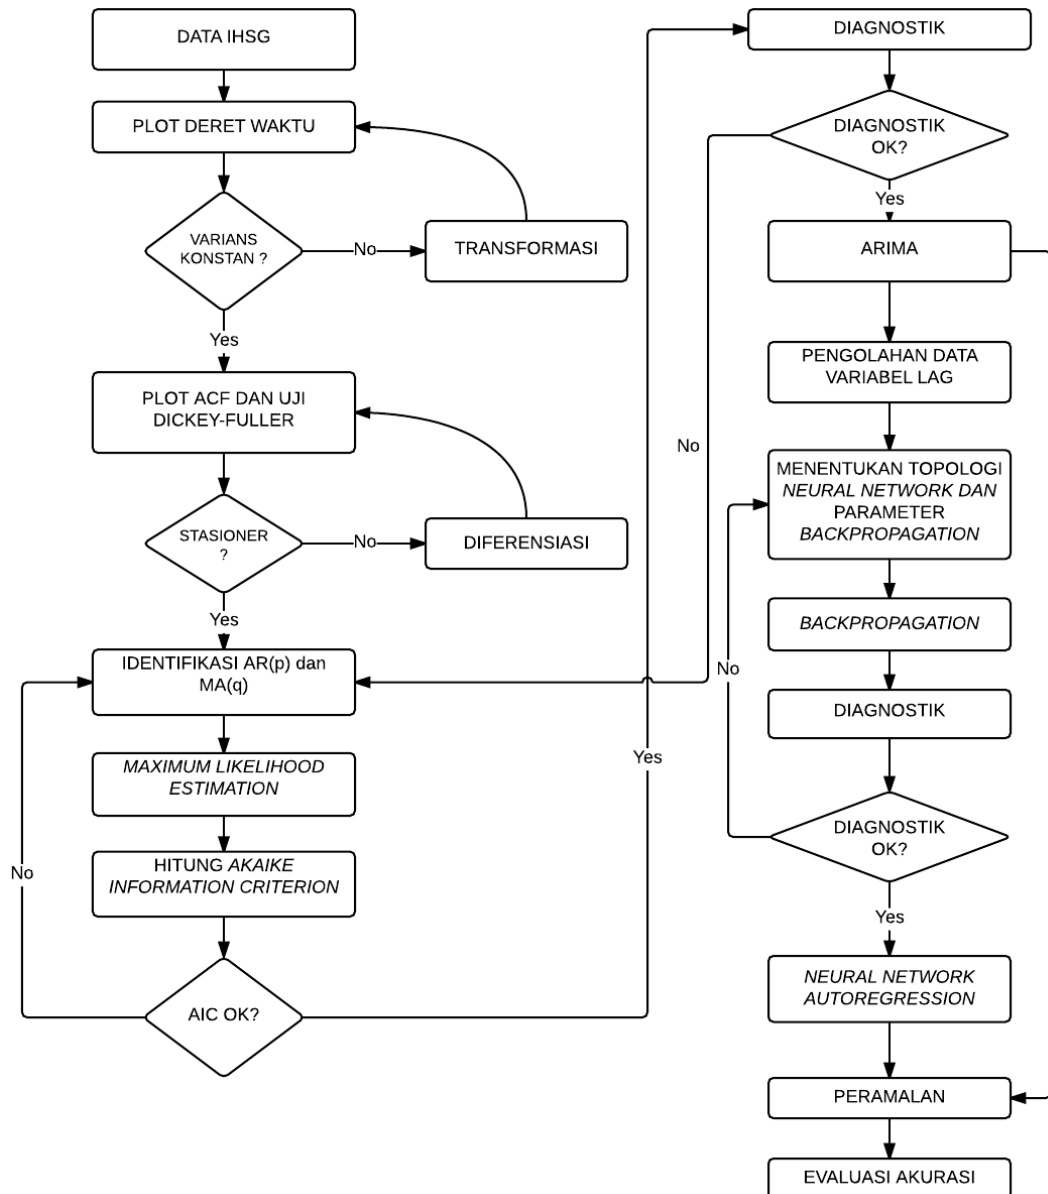 DATA IHSG
PLOT DERET WAKTU
VARIANS
KONSTAN ?
No
TRANSFORMASI
Yes
PLOT ACF DAN UJI
DICKEY-FULLER
STASIONER
?
No
DIFERENSIASI
Yes
IDENTIFIKASI AR(p) dan
MA(q)
MAXIMUM LIKELIHOOD
ESTIMATION
HITUNG AKAIKE
INFORMATION CRITERION
No
AIC OK?
Yes
DIAGNOSTIK
DIAGNOSTIK
OK?
No
Yes
ARIMA
PENGOLAHAN DATA
VARIABEL LAG
MENENTUKAN TOPOLOGI
NEURAL NETWORK DAN
PARAMETER
BACKPROPAGATION
BACKPROPAGATION
No
DIAGNOSTIK
DIAGNOSTIK
OK?
Yes
NEURAL NETWORK
AUTOREGRESSION
PERAMALAN
EVALUASI AKURASI